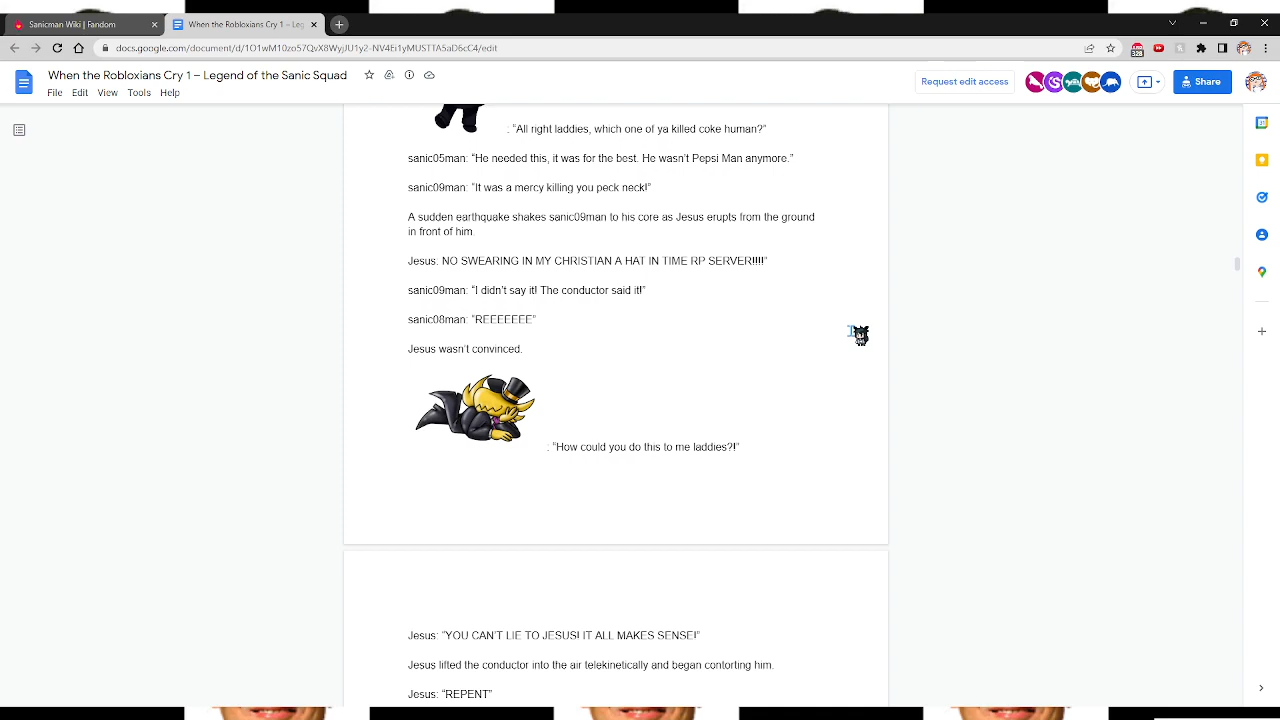 Sanicman Wiki | Fandom
When the Robloxians Cry 1 – Leg
docs.google.com/document/d/1O1wM10zo57QvX8WyjJU1y2-NV4Ei1yMUSTTA5aD6cC4/edit
When the Robloxians Cry 1 – Legend of the Sanic Squad
File Edit View Tools Help
Request edit access
Share
: “All right laddies, which one of ya killed coke human?”
sanic05man: “He needed this, it was for the best. He wasn’t Pepsi Man anymore.”
sanic09man: “It was a mercy killing you peck neck!”
A sudden earthquake shakes sanic09man to his core as Jesus erupts from the ground
in front of him.
Jesus: NO SWEARING IN MY CHRISTIAN A HAT IN TIME RP SERVER!!!!”
sanic09man: “I didn’t say it! The conductor said it!”
sanic08man: “REEEEEEE”
Jesus wasn’t convinced.
: “How could you do this to me laddies?!”
Jesus: “YOU CAN’T LIE TO JESUS! IT ALL MAKES SENSE!”
Jesus lifted the conductor into the air telekinetically and began contorting him.
Jesus: “REPENT”